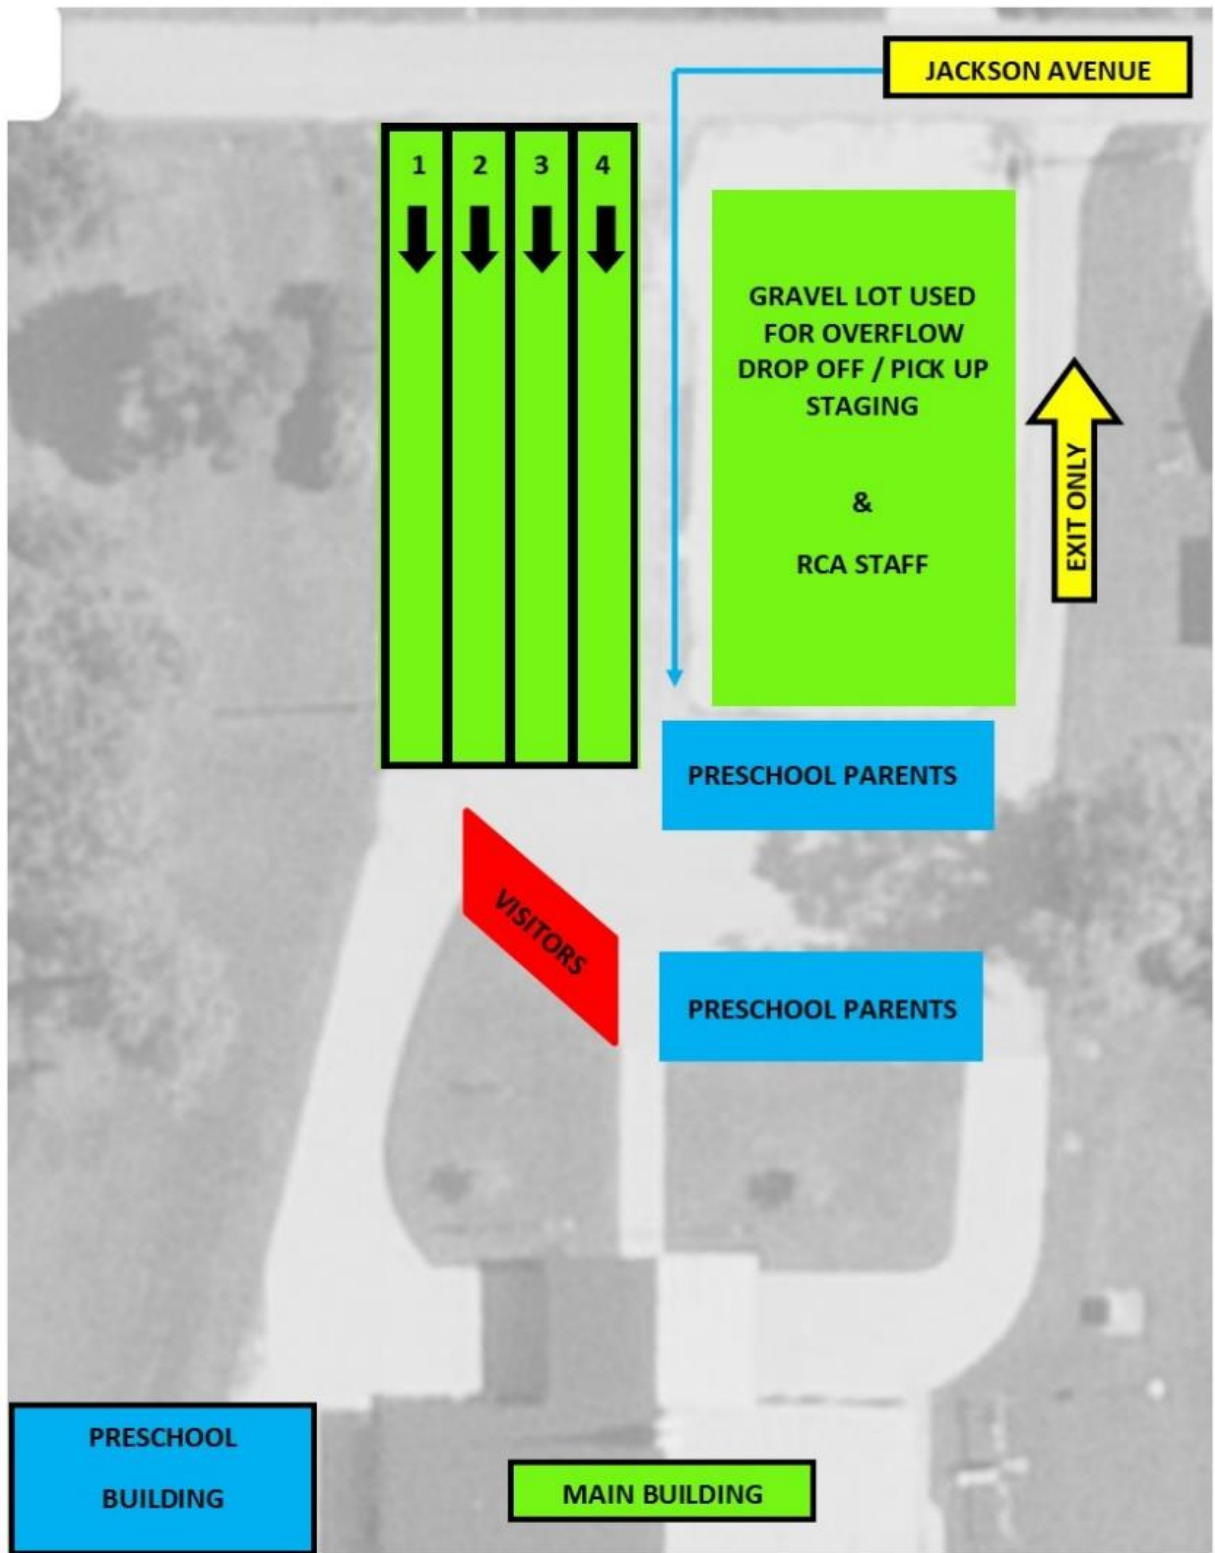 JACKSON AVENUE
1 2 3 4
GRAVEL LOT USED
FOR OVERFLOW
DROP OFF / PICK UP
STAGING
&
RCA STAFF
EXIT ONLY
PRESCHOOL PARENTS
VISITORS
PRESCHOOL PARENTS
PRESCHOOL
BUILDING
MAIN BUILDING